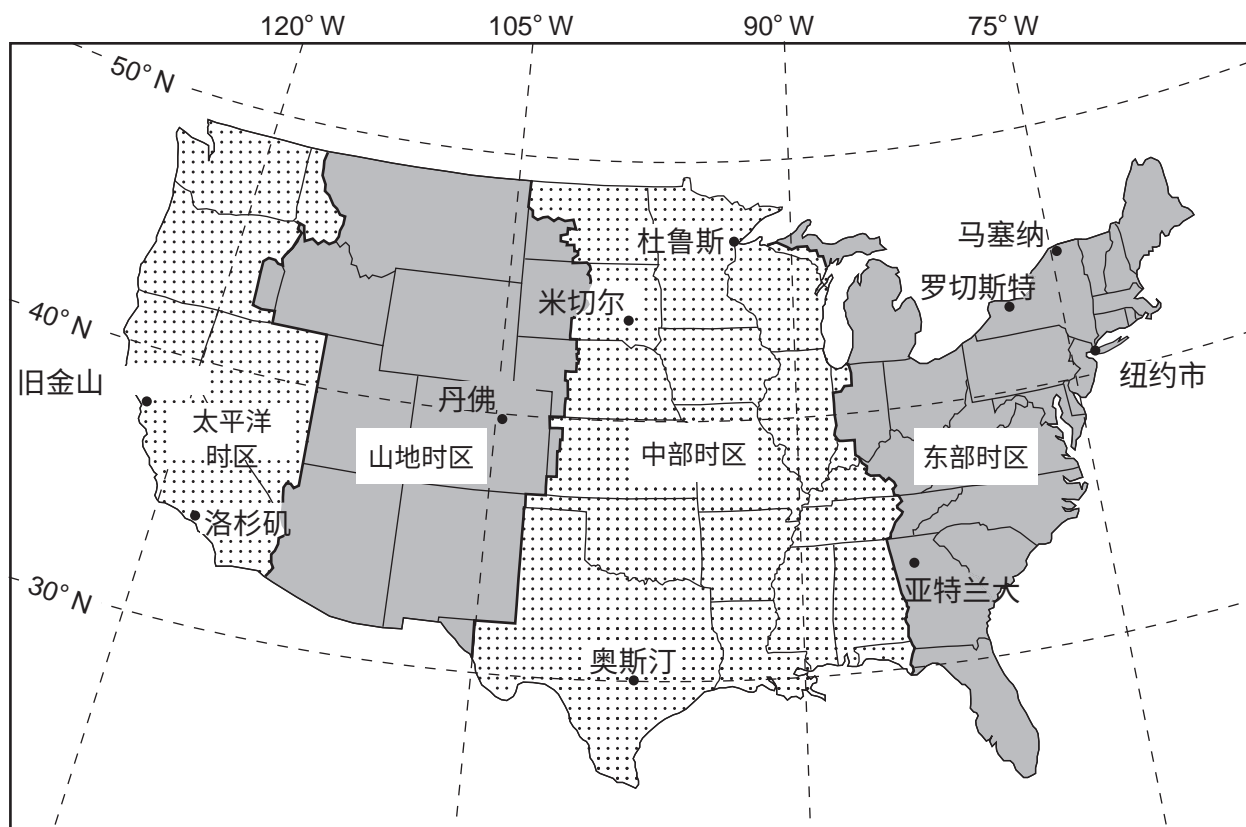 120° W
105° W
90° W
75° W
50° N
40° N
30° N
杜鲁斯
马塞纳
罗切斯特
米切尔
纽约市
旧金山
丹佛
太平洋
时区
山地时区
中部时区
东部时区
洛杉矶
亚特兰大
奥斯汀